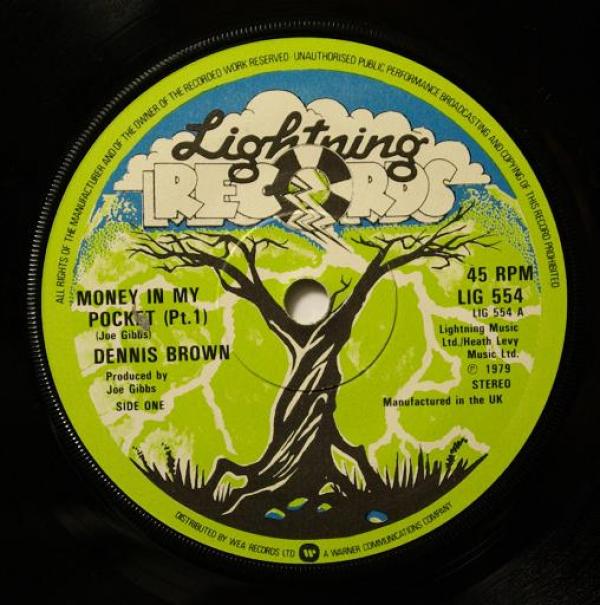 ALL RIGHTS OF THE MANUFACTURER AND OF THE OWNER OF THE RECORDED WORK RESERVED · UNAUTHORISED PUBLIC PERFORMANCE BROADCASTING AND COPYING OF THIS RECORD PROHIBITED
Lightning
RECORDS
MONEY IN MY
POCKET (Pt.1)
(Joe Gibbs)
DENNIS BROWN
Produced by
Joe Gibbs
SIDE ONE
45 RPM
LIG 554
LIG 554 A
Lightning Music
Ltd./Heath Levy
Music Ltd.
℗ 1979
STEREO
Manufactured in the UK
DISTRIBUTED BY WEA RECORDS LTD W A WARNER COMMUNICATIONS COMPANY